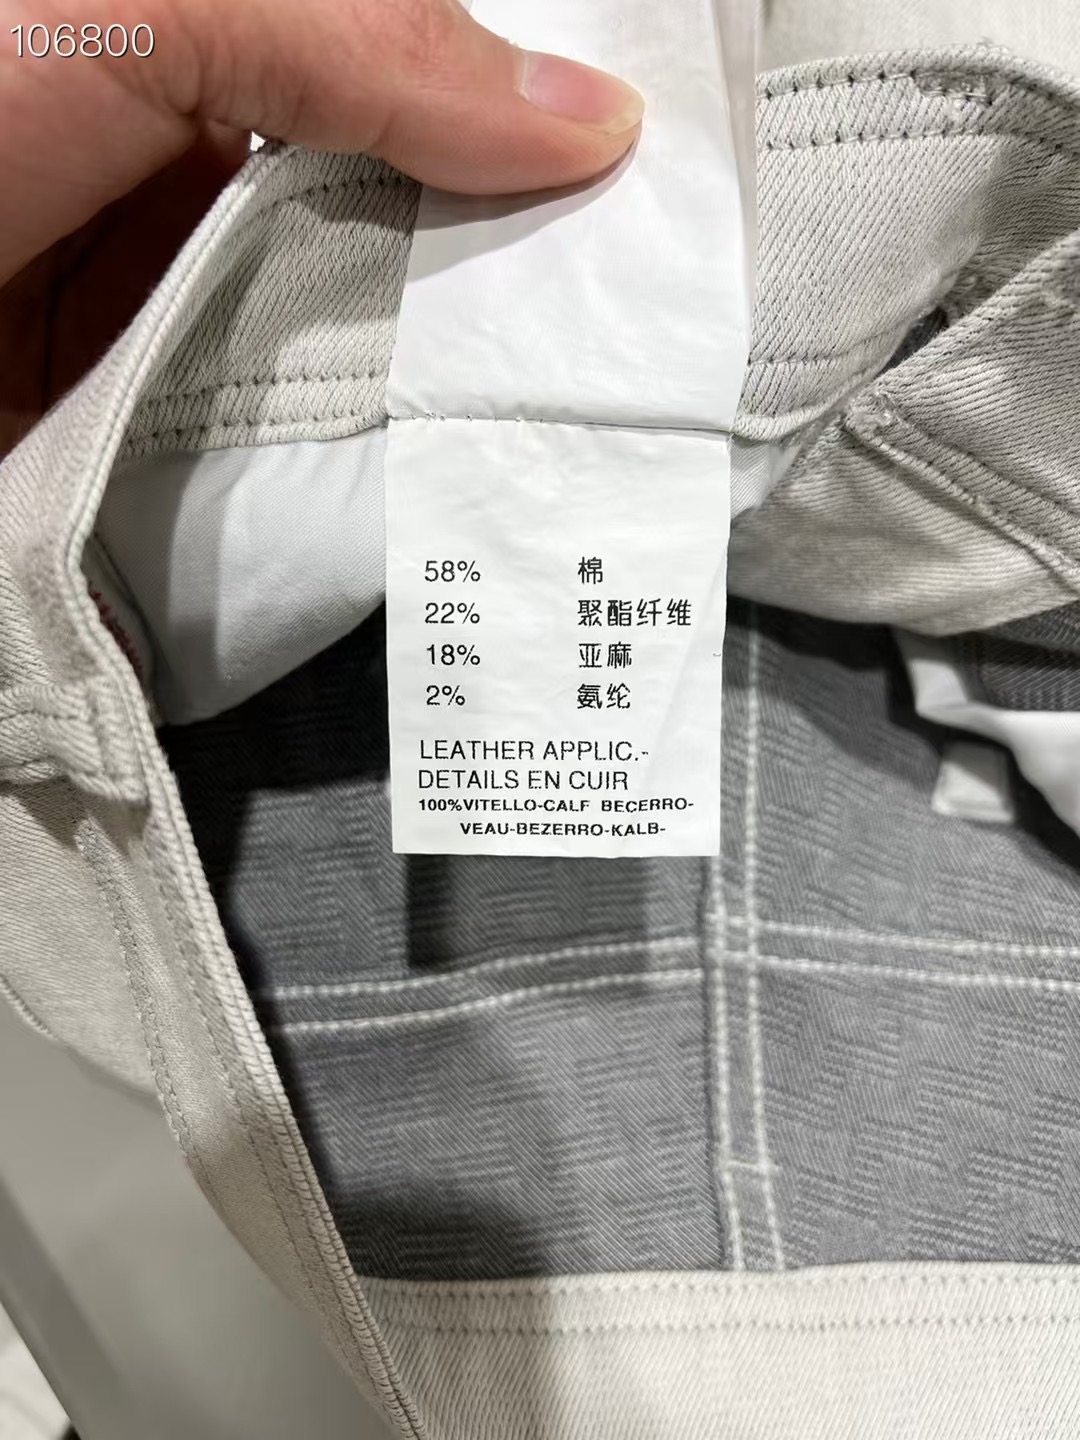 106800
58% 棉
22% 聚酯纤维
18% 亚麻
2% 氨纶
LEATHER APPLIC.-
DETAILS EN CUIR
100%VITELLO-CALF BECERRO-
VEAU-BEZERRO-KALB-